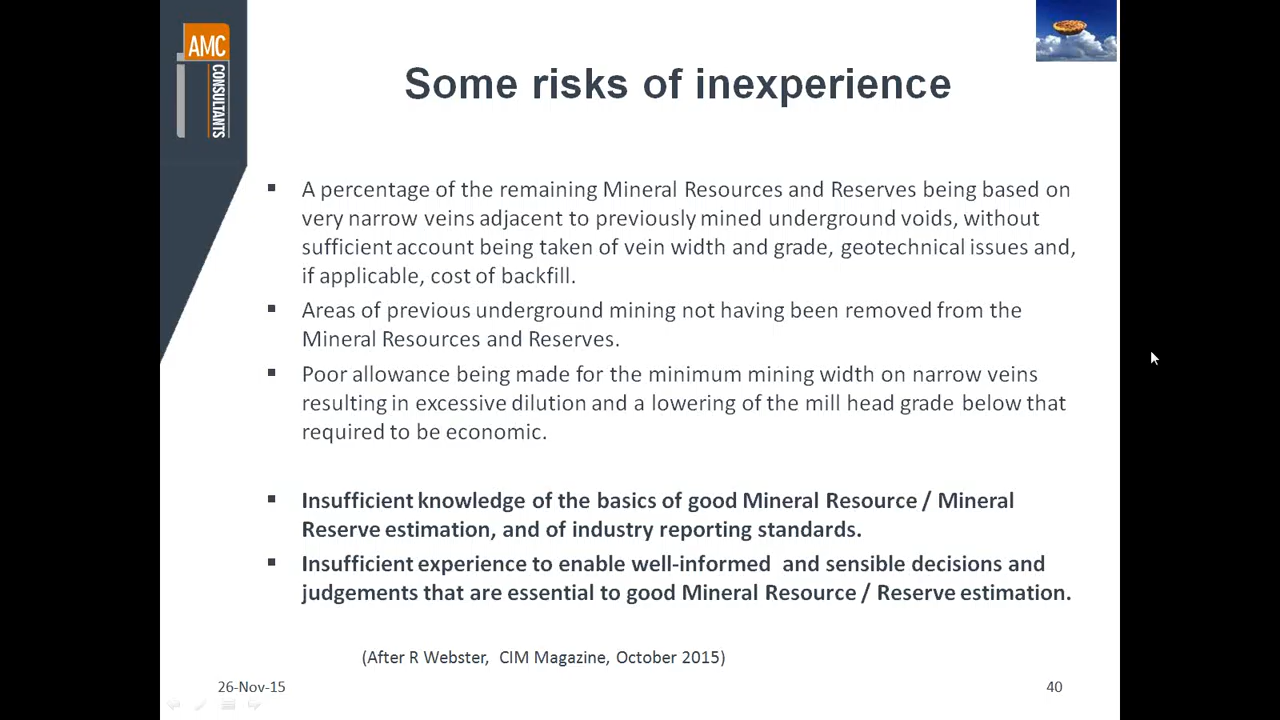 AMC
CONSULTANTS
Some risks of inexperience
▪ A percentage of the remaining Mineral Resources and Reserves being based on
very narrow veins adjacent to previously mined underground voids, without
sufficient account being taken of vein width and grade, geotechnical issues and,
if applicable, cost of backfill.
▪ Areas of previous underground mining not having been removed from the
Mineral Resources and Reserves.
▪ Poor allowance being made for the minimum mining width on narrow veins
resulting in excessive dilution and a lowering of the mill head grade below that
required to be economic.
▪ Insufficient knowledge of the basics of good Mineral Resource / Mineral
Reserve estimation, and of industry reporting standards.
▪ Insufficient experience to enable well-informed and sensible decisions and
judgements that are essential to good Mineral Resource / Reserve estimation.
(After R Webster, CIM Magazine, October 2015)
26-Nov-15
40